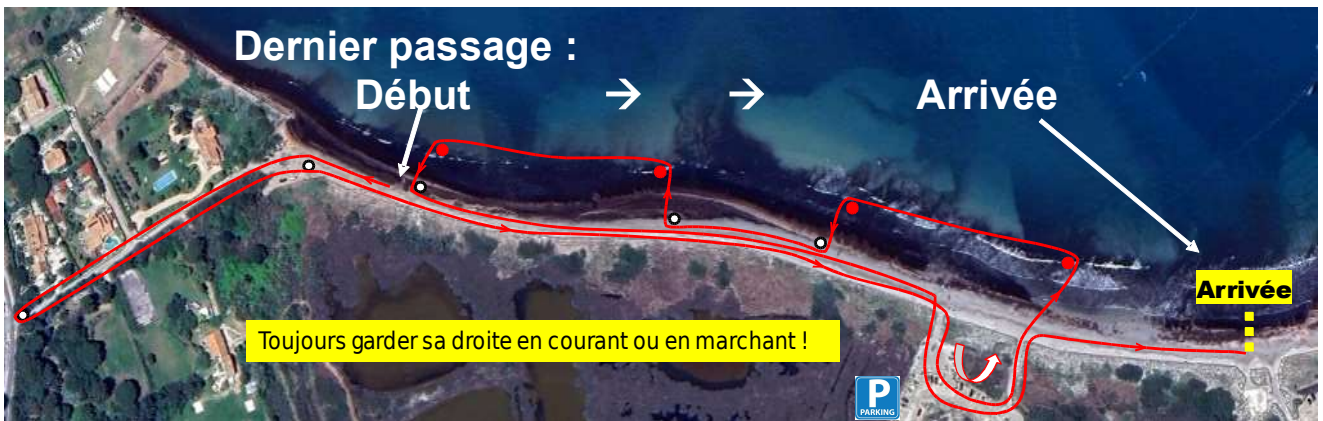 Dernier passage :
Début → → Arrivée
Arrivée
Toujours garder sa droite en courant ou en marchant !
P
PARKING